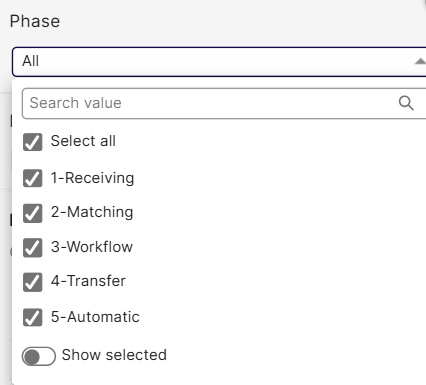 Phase
All
Search value
Select all
1-Receiving
2-Matching
3-Workflow
4-Transfer
5-Automatic
Show selected